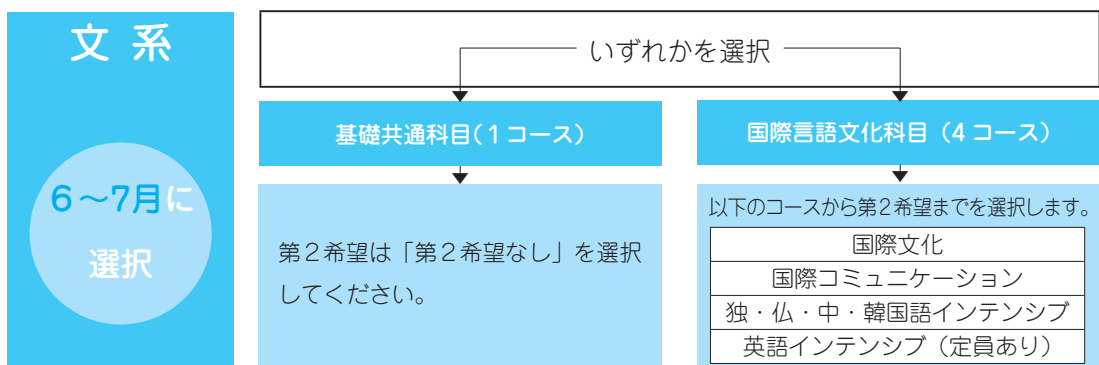 文系
6～7月に
選択
いずれかを選択
基礎共通科目(1コース)
第2希望は「第2希望なし」を選択
してください。
国際言語文化科目（4コース）
以下のコースから第2希望までを選択します。
国際文化
国際コミュニケーション
独・仏・中・韓国語インテンシブ
英語インテンシブ（定員あり）